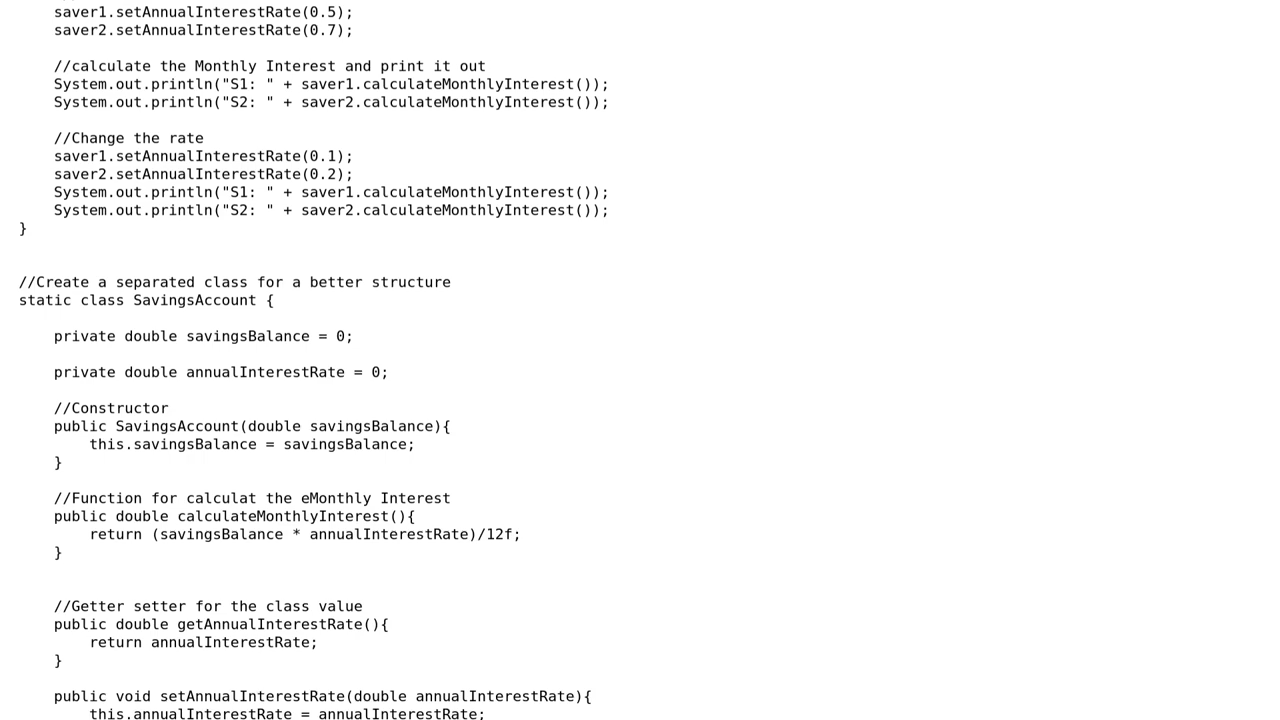 saver1.setAnnualInterestRate(0.5);
saver2.setAnnualInterestRate(0.7);
//calculate the Monthly Interest and print it out
System.out.println("S1: " + saver1.calculateMonthlyInterest());
System.out.println("S2: " + saver2.calculateMonthlyInterest());
//Change the rate
saver1.setAnnualInterestRate(0.1);
saver2.setAnnualInterestRate(0.2);
System.out.println("S1: " + saver1.calculateMonthlyInterest());
System.out.println("S2: " + saver2.calculateMonthlyInterest());
}
//Create a separated class for a better structure
static class SavingsAccount {
private double savingsBalance = 0;
private double annualInterestRate = 0;
//Constructor
public SavingsAccount(double savingsBalance){
this.savingsBalance = savingsBalance;
}
//Function for calculat the eMonthly Interest
public double calculateMonthlyInterest(){
return (savingsBalance * annualInterestRate)/12f;
}
//Getter setter for the class value
public double getAnnualInterestRate(){
return annualInterestRate;
}
public void setAnnualInterestRate(double annualInterestRate){
this.annualInterestRate = annualInterestRate;